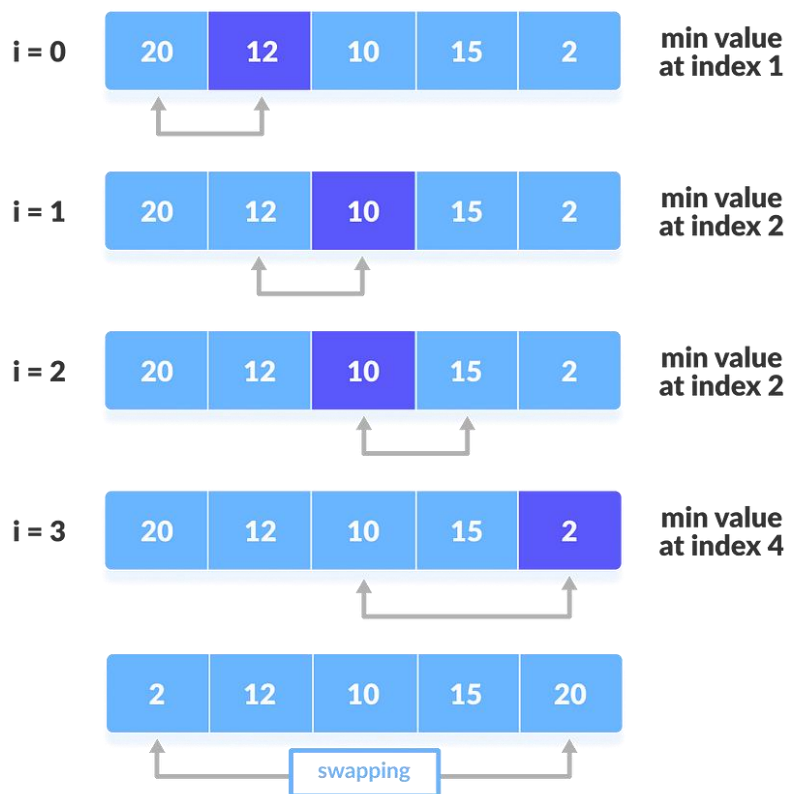 i = 0
20 12 10 15 2
min value
at index 1
i = 1
20 12 10 15 2
min value
at index 2
i = 2
20 12 10 15 2
min value
at index 2
i = 3
20 12 10 15 2
min value
at index 4
2 12 10 15 20
swapping